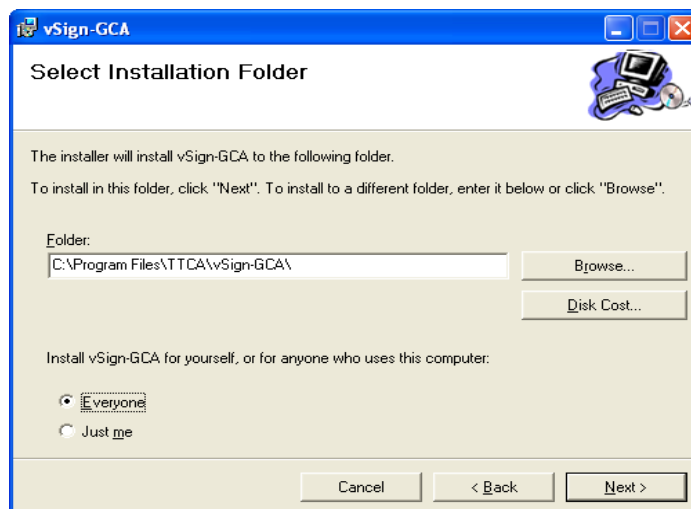 vSign-GCA
Select Installation Folder
The installer will install vSign-GCA to the following folder.
To install in this folder, click "Next". To install to a different folder, enter it below or click "Browse".
Folder:
C:\Program Files\TTCA\vSign-GCA\
Browse...
Disk Cost...
Install vSign-GCA for yourself, or for anyone who uses this computer:
Everyone
Just me
Cancel
< Back
Next >